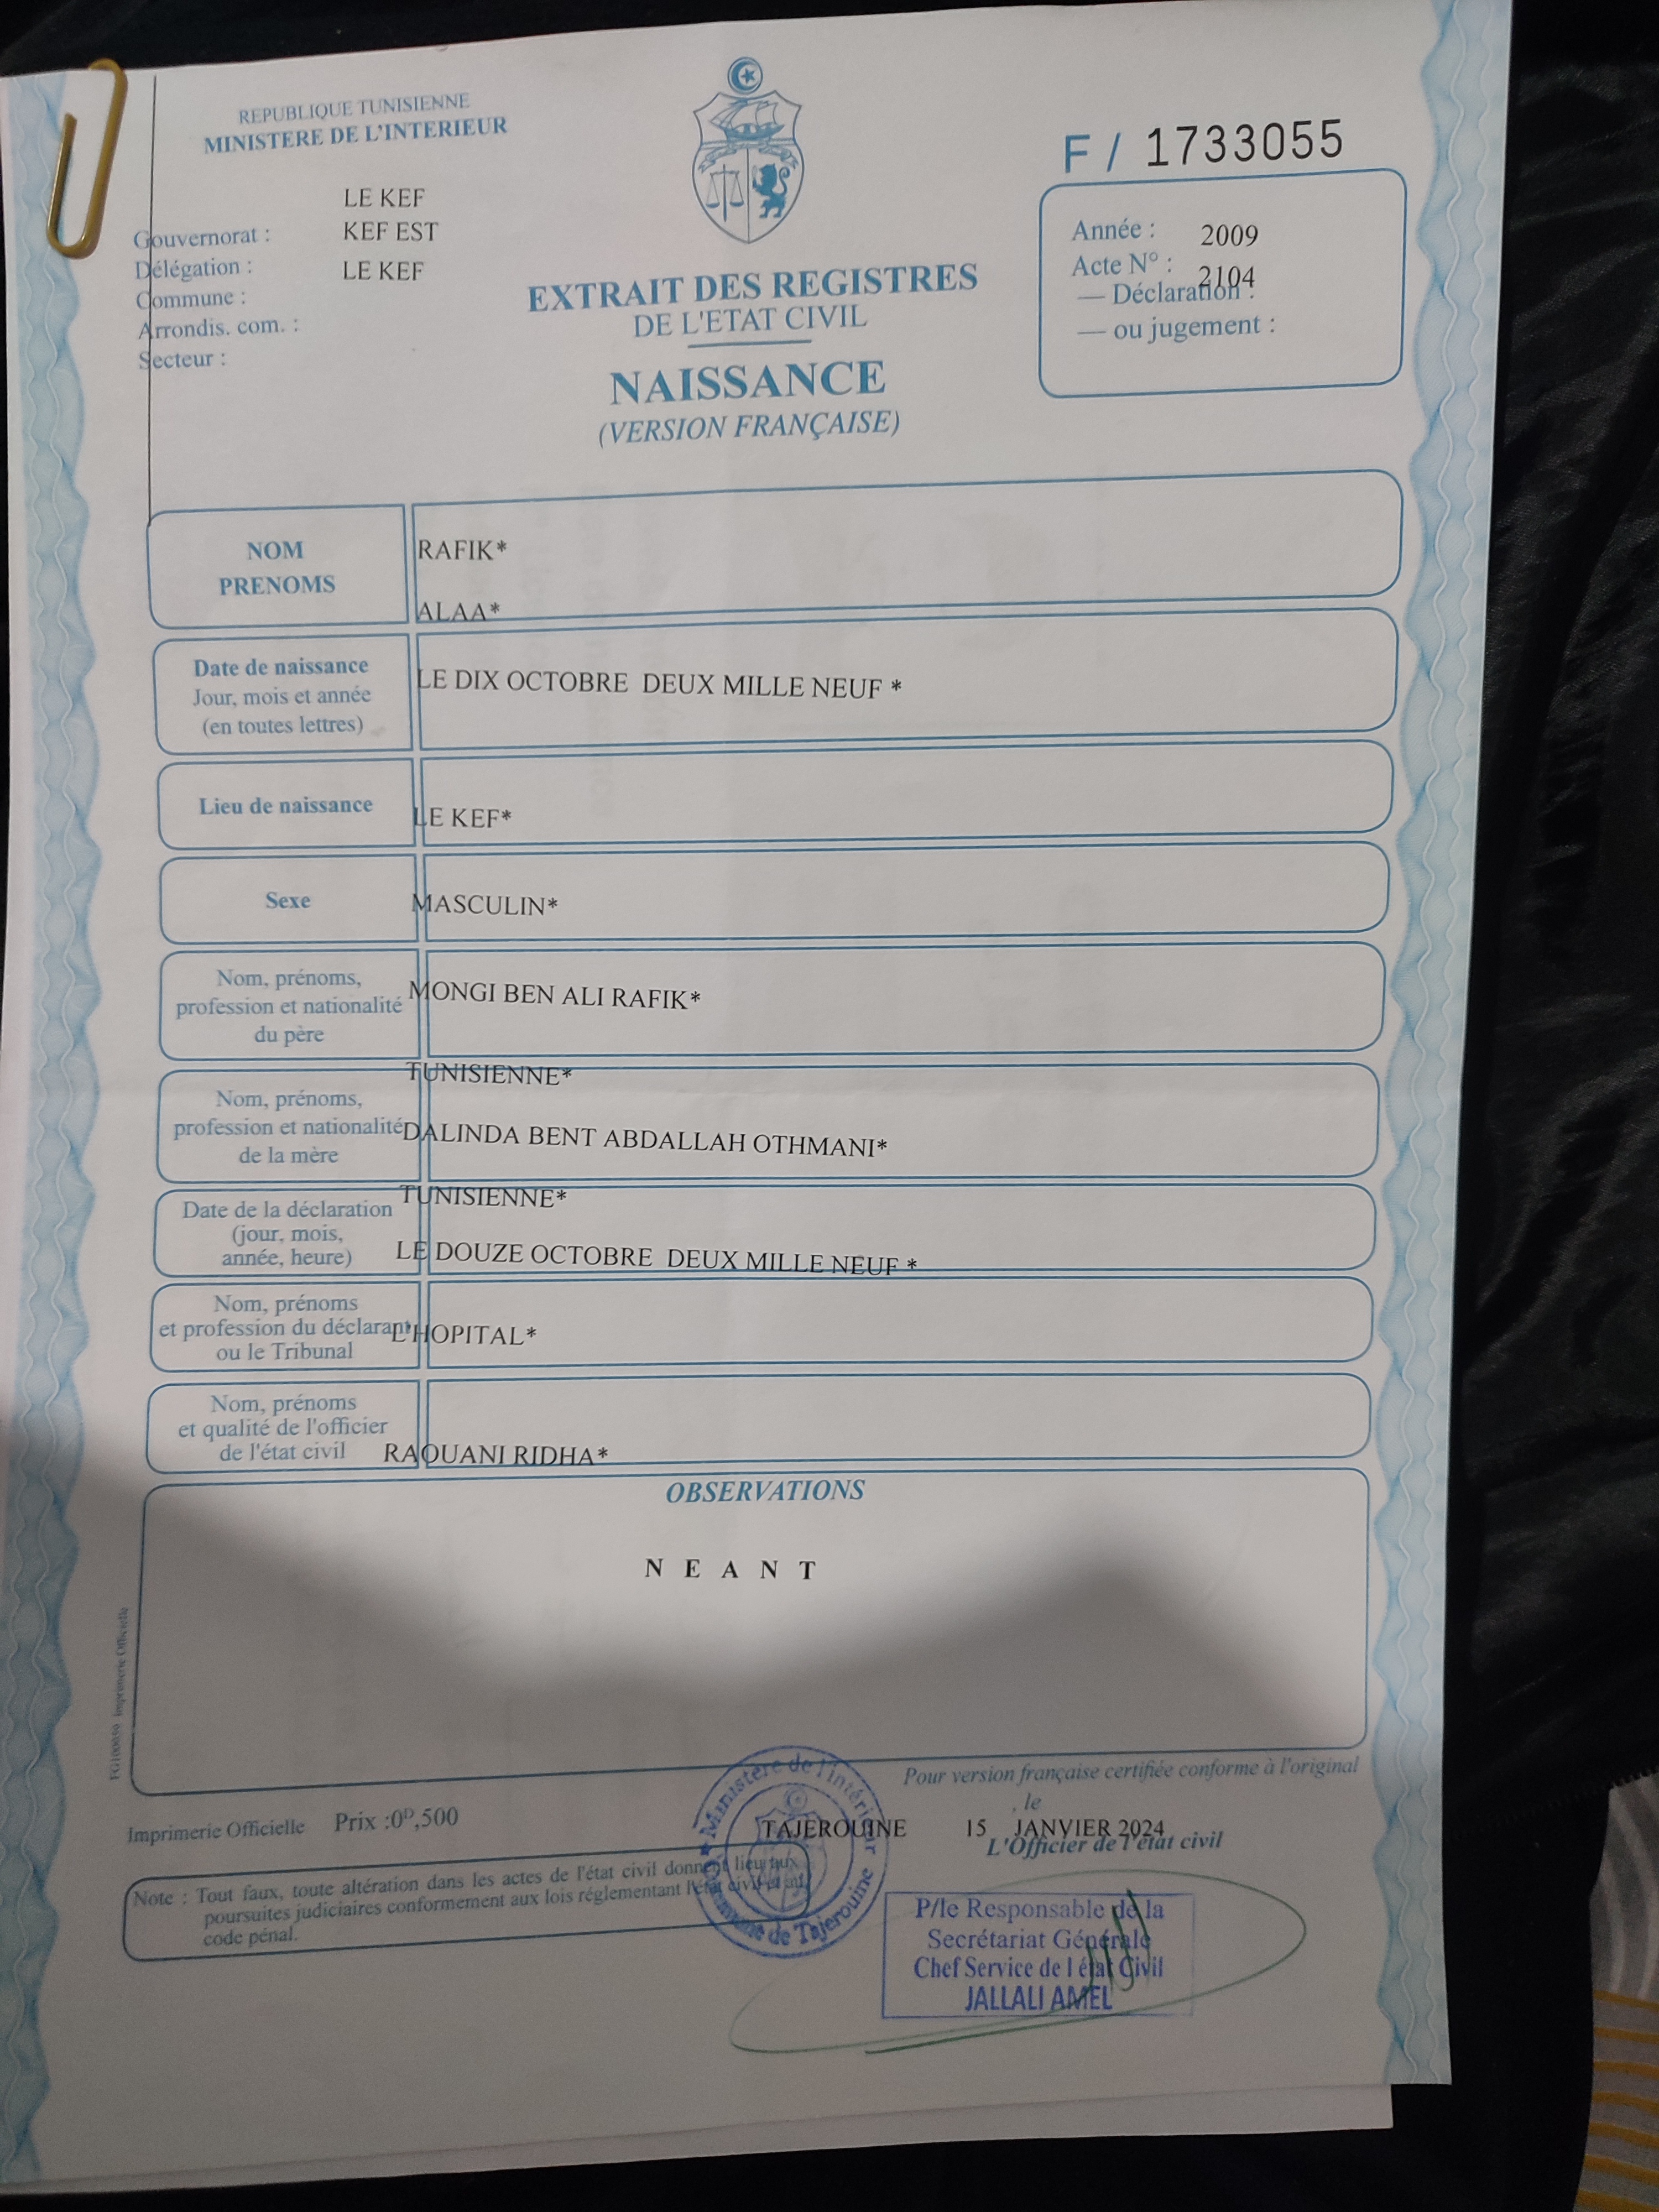 REPUBLIQUE TUNISIENNE
MINISTERE DE L'INTERIEUR
F / 1733055
LE KEF
Gouvernorat : KEF EST
Délégation : LE KEF
Commune :
Arrondis. com. :
Secteur :
Année : 2009
Acte N° : 2104
— Déclaration :
— ou jugement :
EXTRAIT DES REGISTRES
DE L'ETAT CIVIL
NAISSANCE
(VERSION FRANÇAISE)
NOM RAFIK*
PRENOMS
ALAA*
Date de naissance
Jour, mois et année
(en toutes lettres)
LE DIX OCTOBRE DEUX MILLE NEUF *
Lieu de naissance
LE KEF*
Sexe
MASCULIN*
Nom, prénoms,
profession et nationalité
du père
MONGI BEN ALI RAFIK*
TUNISIENNE*
Nom, prénoms,
profession et nationalité
de la mère
DALINDA BENT ABDALLAH OTHMANI*
TUNISIENNE*
Date de la déclaration
(jour, mois,
année, heure)
LE DOUZE OCTOBRE DEUX MILLE NEUF *
Nom, prénoms
et profession du déclarant
ou le Tribunal
L'HOPITAL*
Nom, prénoms
et qualité de l'officier
de l'état civil
RAOUANI RIDHA*
OBSERVATIONS
N E A N T
Imprimerie Officielle
Pour version française certifiée conforme à l'original
, le
TAJEROUINE 15 JANVIER 2024
L'Officier de l'état civil
Imprimerie Officielle Prix :0ᴰ,500
Note : Tout faux, toute altération dans les actes de l'état civil donnent lieu aux
poursuites judiciaires conformement aux lois réglementant l'état civil et au
code pénal.
Ministère de l'intérieur
Commune de Tajerouine
P/le Responsable de la
Secrétariat Générale
Chef Service de l état Civil
JALLALI AMEL